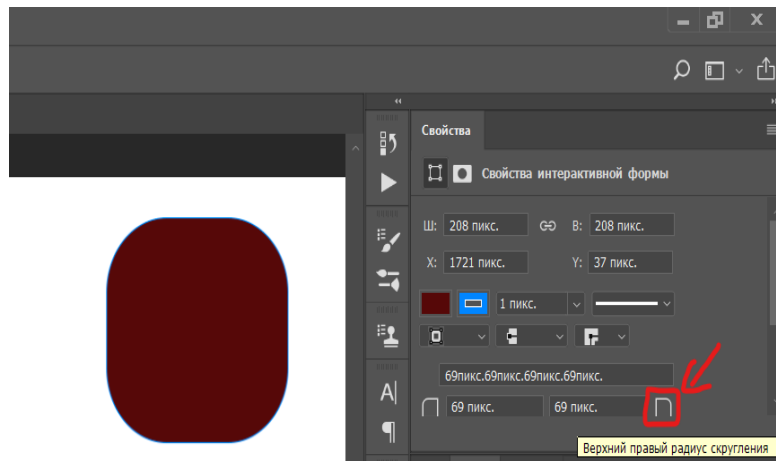 Свойства
Свойства интерактивной формы
Ш: 208 пикс. В: 208 пикс.
X: 1721 пикс. Y: 37 пикс.
1 пикс.
A
69пикс.69пикс.69пикс.69пикс.
69 пикс. 69 пикс.
Верхний правый радиус скругления